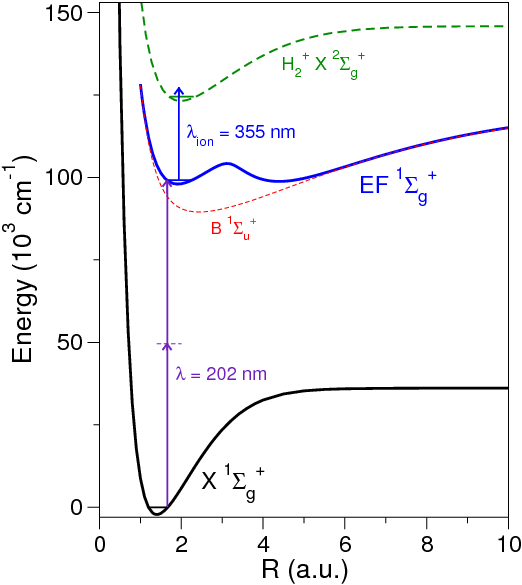 150
100
50
0
Energy (10³ cm⁻¹)
H₂⁺ X ²Σg⁺
λion = 355 nm
EF ¹Σg⁺
B ¹Σu⁺
λ = 202 nm
X ¹Σg⁺
0 2 4 6 8 10
R (a.u.)